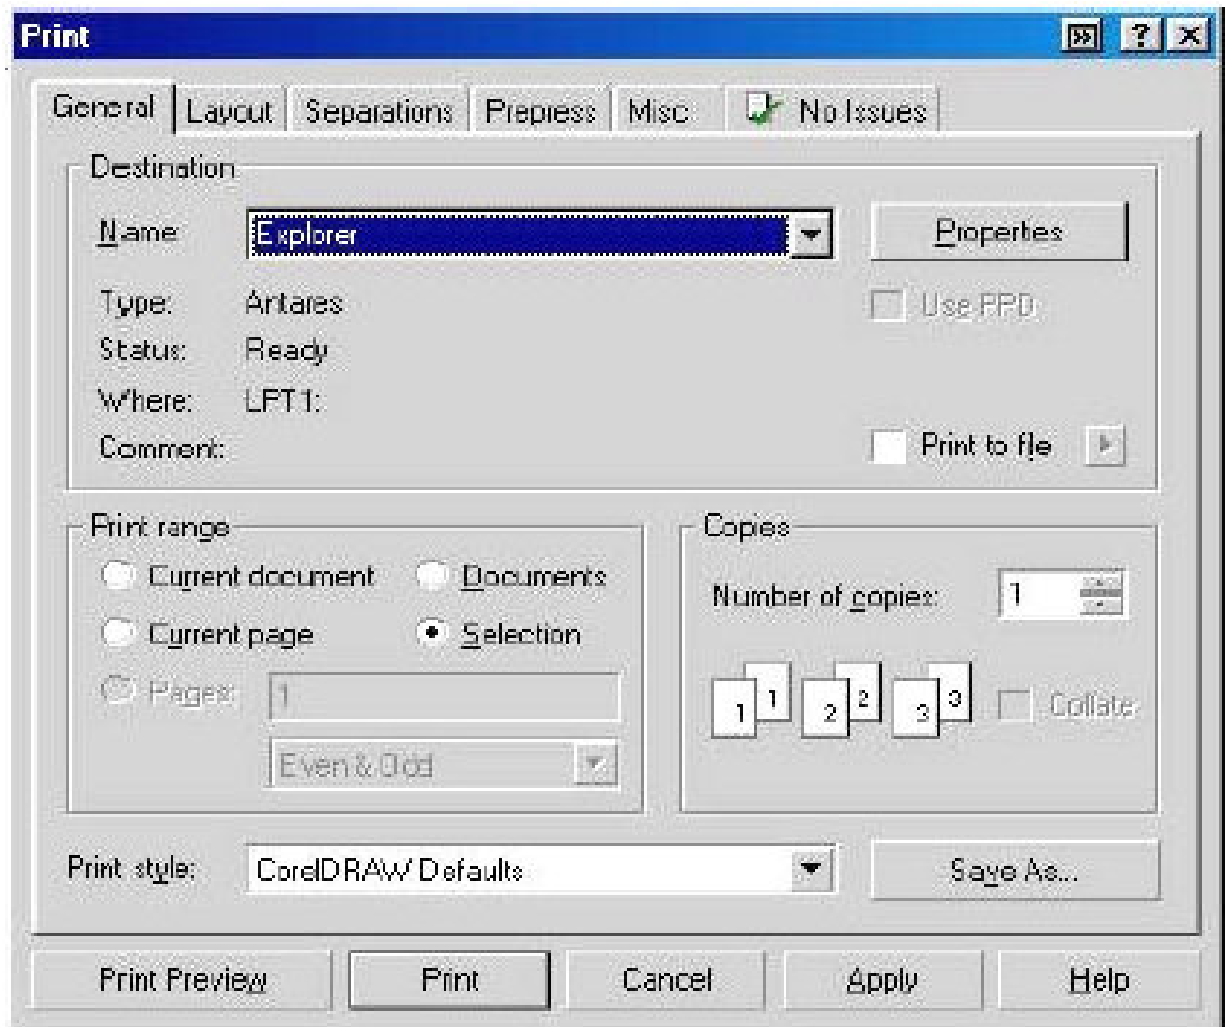 Print
General Layout Separations Prepress Misc No Issues
Destination
Name: Explorer Properties
Type: Antares Use PPD
Status: Ready
Where: LPT1:
Comment: Print to file
Print range
Current document Documents
Current page Selection
Pages: 1
Even & Odd
Copies
Number of copies: 1
1 1 2 2 3 3 Collate
Print style: CorelDRAW Defaults Save As...
Print Preview Print Cancel Apply Help